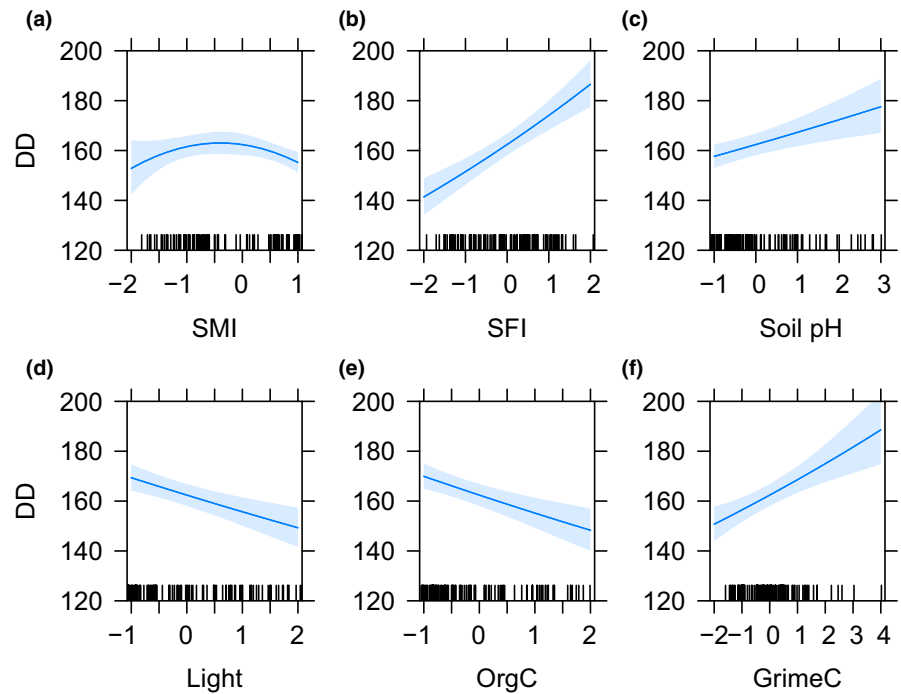 (a) (b) (c)
200 200 200
180 180 180
DD 160 160 160
140 140 140
120 120 120
−2 −1 0 1 −2 −1 0 1 2 −1 0 1 2 3
SMI SFI Soil pH
(d) (e) (f)
200 200 200
180 180 180
DD 160 160 160
140 140 140
120 120 120
−1 0 1 2 −1 0 1 2 −2 −1 0 1 2 3 4
Light OrgC GrimeC